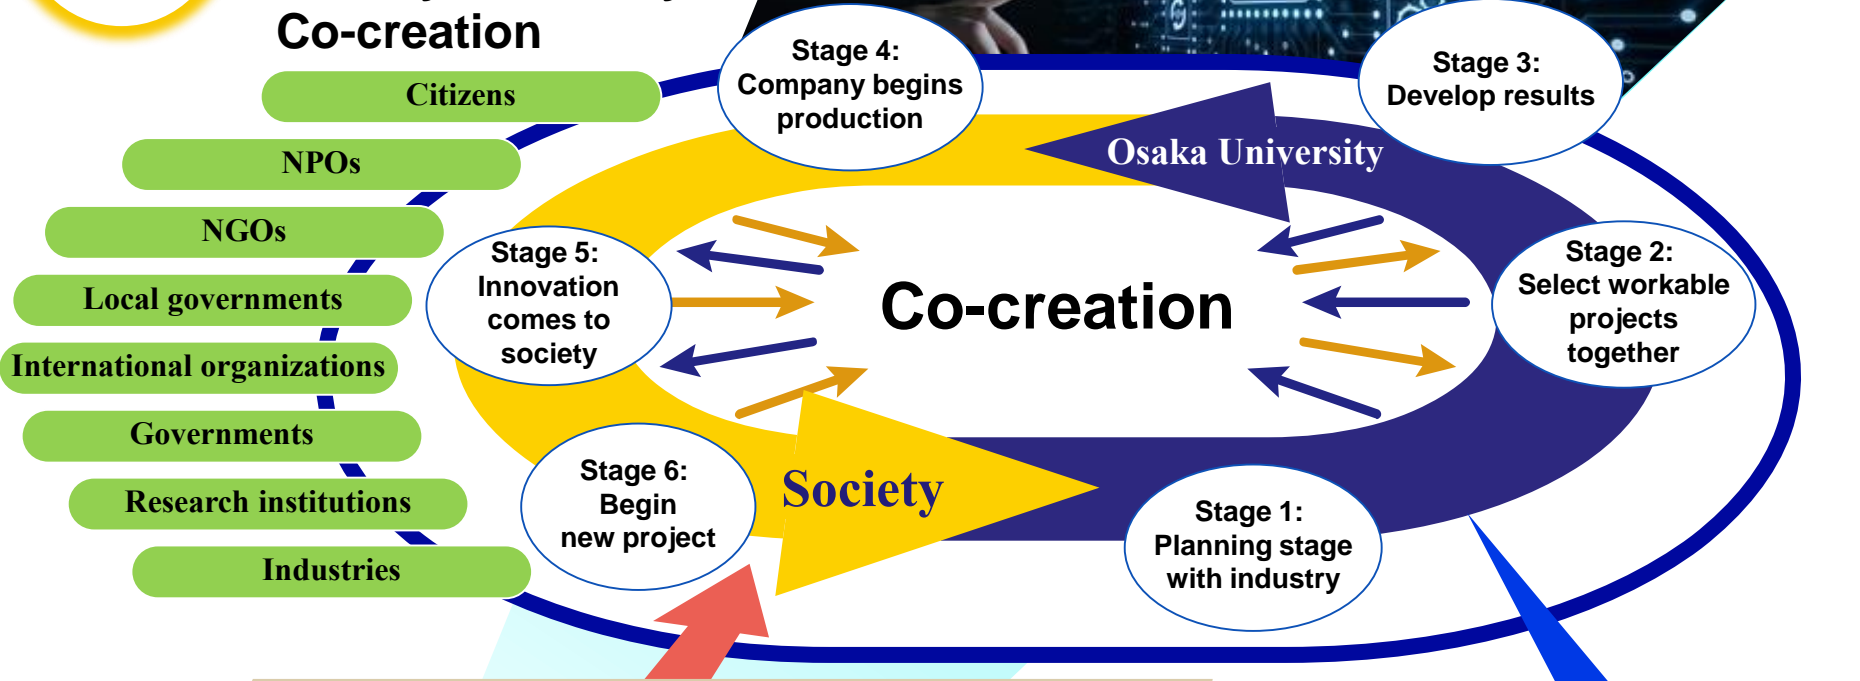 Co-creation
Citizens
NPOs
NGOs
Local governments
International organizations
Governments
Research institutions
Industries
Stage 4:
Company begins
production
Stage 3:
Develop results
Osaka University
Stage 5:
Innovation
comes to
society
Co-creation
Stage 2:
Select workable
projects
together
Stage 6:
Begin
new project
Society
Stage 1:
Planning stage
with industry